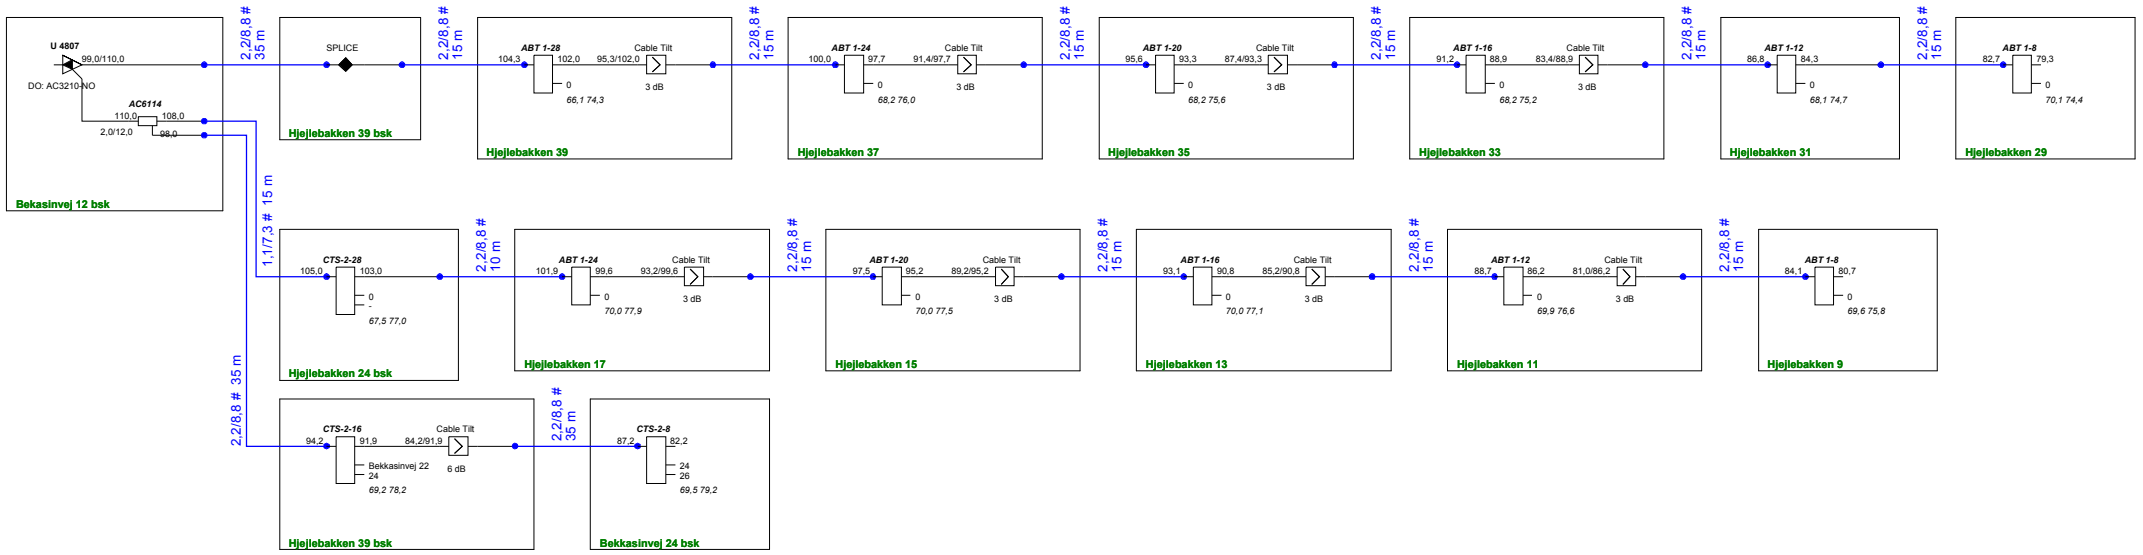 U 4807
99,0/110,0
DO: AC3210-NO
AC6114
110,0
108,0
2,0/12,0
98,0
Bekasinvej 12 bsk
2,2/8,8 #
35 m
SPLICE
Hjejlebakken 39 bsk
2,2/8,8 #
15 m
ABT 1-28
104,3
102,0
0
66,1 74,3
Cable Tilt
95,3/102,0
3 dB
Hjejlebakken 39
2,2/8,8 #
15 m
ABT 1-24
100,0
97,7
0
68,2 76,0
Cable Tilt
91,4/97,7
3 dB
Hjejlebakken 37
2,2/8,8 #
15 m
ABT 1-20
95,6
93,3
0
68,2 75,6
Cable Tilt
87,4/93,3
3 dB
Hjejlebakken 35
2,2/8,8 #
15 m
ABT 1-16
91,2
88,9
0
68,2 75,2
Cable Tilt
83,4/88,9
3 dB
Hjejlebakken 33
2,2/8,8 #
15 m
ABT 1-12
86,8
84,3
0
68,1 74,7
Hjejlebakken 31
2,2/8,8 #
15 m
ABT 1-8
82,7
79,3
0
70,1 74,4
Hjejlebakken 29
1,1/7,3 # 15 m
CTS-2-28
105,0
103,0
0
-
67,5 77,0
Hjejlebakken 24 bsk
2,2/8,8 #
10 m
ABT 1-24
101,9
99,6
0
70,0 77,9
Cable Tilt
93,2/99,6
3 dB
Hjejlebakken 17
2,2/8,8 #
15 m
ABT 1-20
97,5
95,2
0
70,0 77,5
Cable Tilt
89,2/95,2
3 dB
Hjejlebakken 15
2,2/8,8 #
15 m
ABT 1-16
93,1
90,8
0
70,0 77,1
Cable Tilt
85,2/90,8
3 dB
Hjejlebakken 13
2,2/8,8 #
15 m
ABT 1-12
88,7
86,2
0
69,9 76,6
Cable Tilt
81,0/86,2
3 dB
Hjejlebakken 11
2,2/8,8 #
15 m
ABT 1-8
84,1
80,7
0
69,6 75,8
Hjejlebakken 9
2,2/8,8 # 35 m
CTS-2-16
94,2
91,9
Bekkasinvej 22
24
69,2 78,2
Cable Tilt
84,2/91,9
6 dB
Hjejlebakken 39 bsk
2,2/8,8 #
35 m
CTS-2-8
87,2
82,2
24
26
69,5 79,2
Bekkasinvej 24 bsk